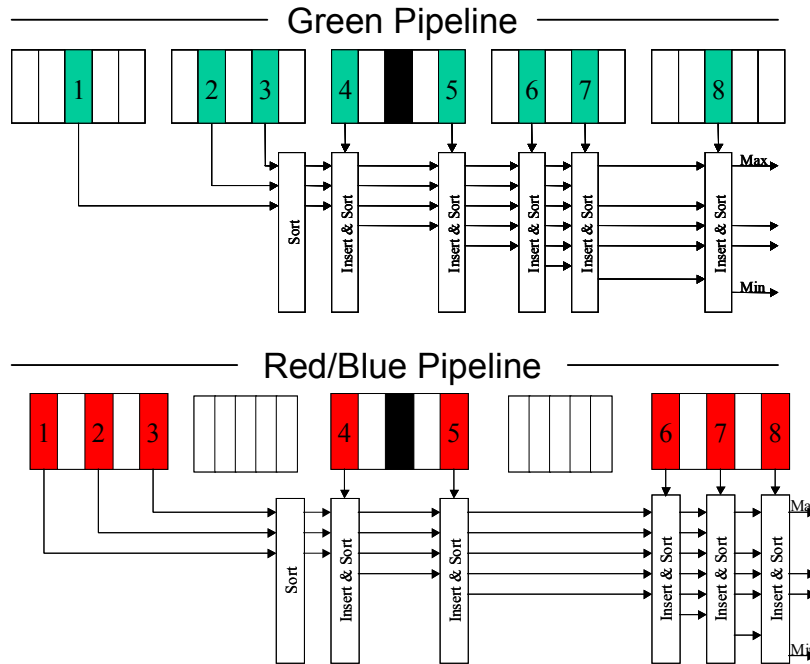 Green Pipeline
1 2 3 4 5 6 7 8
Sort
Insert & Sort
Insert & Sort
Insert & Sort
Insert & Sort
Insert & Sort
Max
Min
Red/Blue Pipeline
1 2 3 4 5 6 7 8
Sort
Insert & Sort
Insert & Sort
Insert & Sort
Insert & Sort
Insert & Sort
Ma
Mi